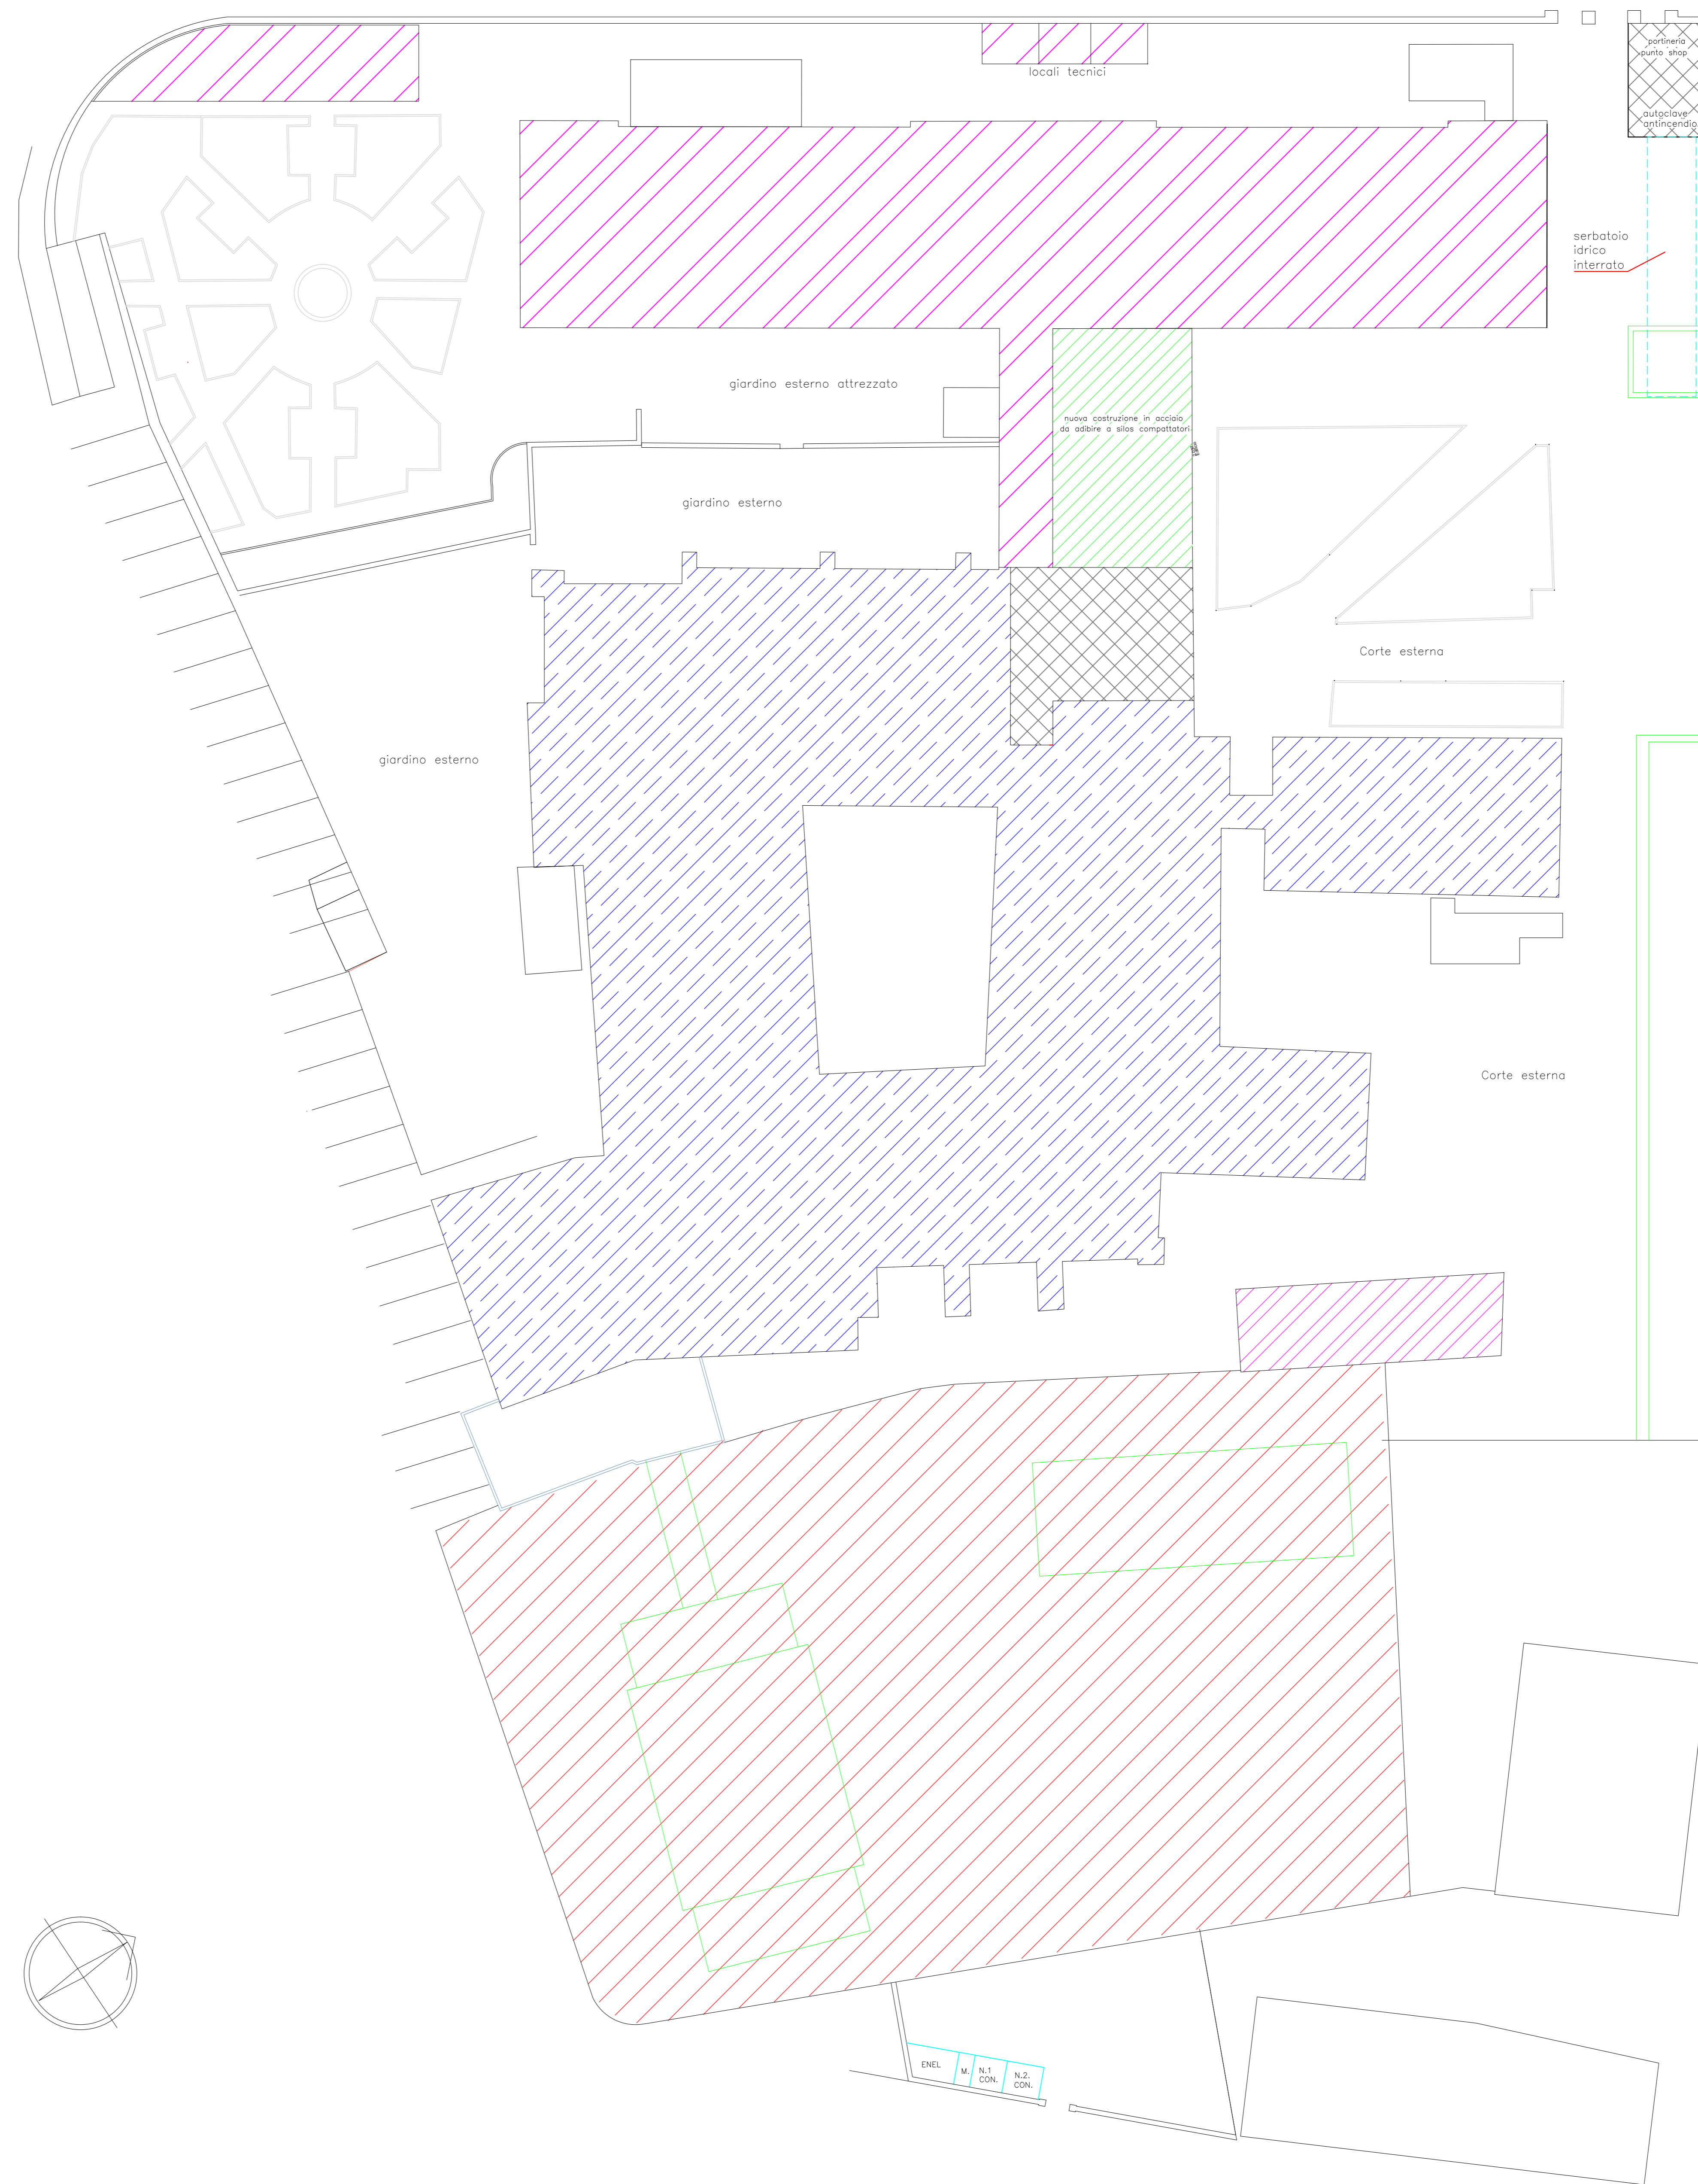 portineria
punto shop
locali tecnici
autoclave
antincendio
serbatoio
idrico
interrato
giardino esterno attrezzato
nuova costruzione in acciaio
da adibire a silos compattatori
giardino esterno
Corte esterna
giardino esterno
Corte esterna
ENEL
M.
N.1
CON.
N.2.
CON.